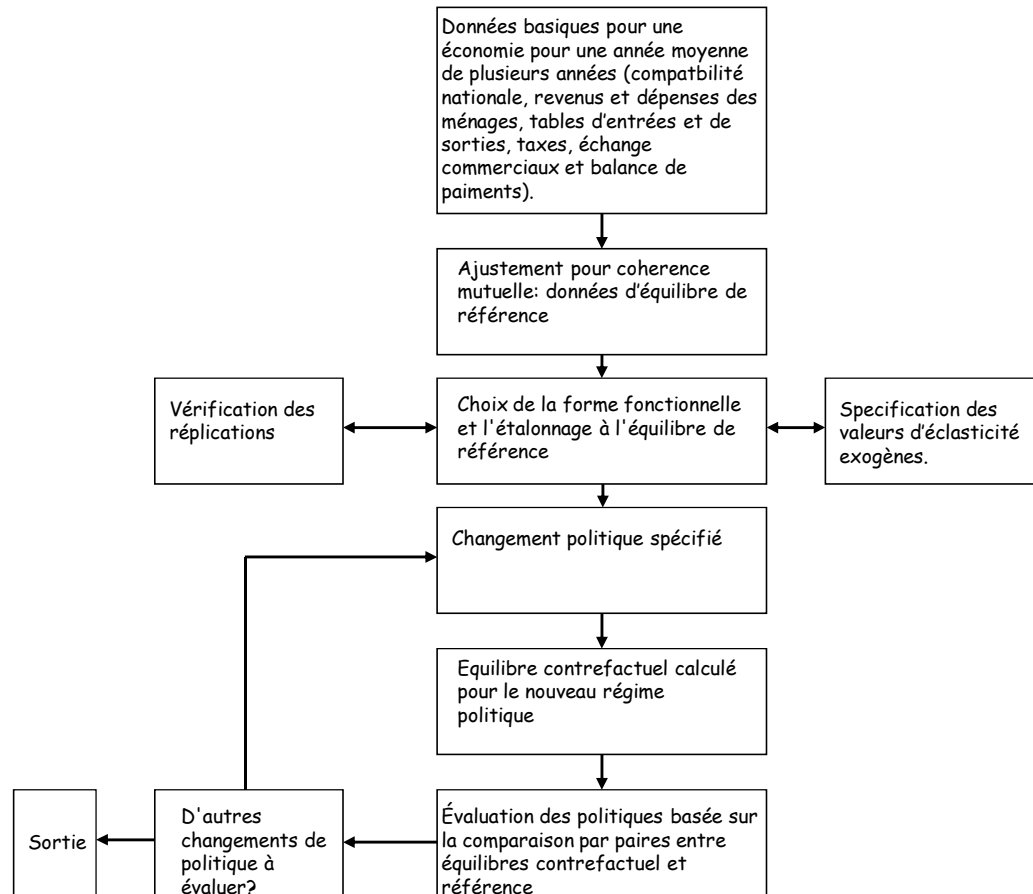 Données basiques pour une
économie pour une année moyenne
de plusieurs années (compatbilité
nationale, revenus et dépenses des
ménages, tables d'entrées et de
sorties, taxes, échange
commerciaux et balance de
paiments).
Ajustement pour coherence
mutuelle: données d'équilibre de
référence
Vérification des
réplications
Choix de la forme fonctionnelle
et l'étalonnage à l'équilibre de
référence
Specification des
valeurs d'éclasticité
exogènes.
Changement politique spécifié
Equilibre contrefactuel calculé
pour le nouveau régime
politique
Sortie
D'autres
changements de
politique à
évaluer?
Évaluation des politiques basée sur
la comparaison par paires entre
équilibres contrefactuel et
référence